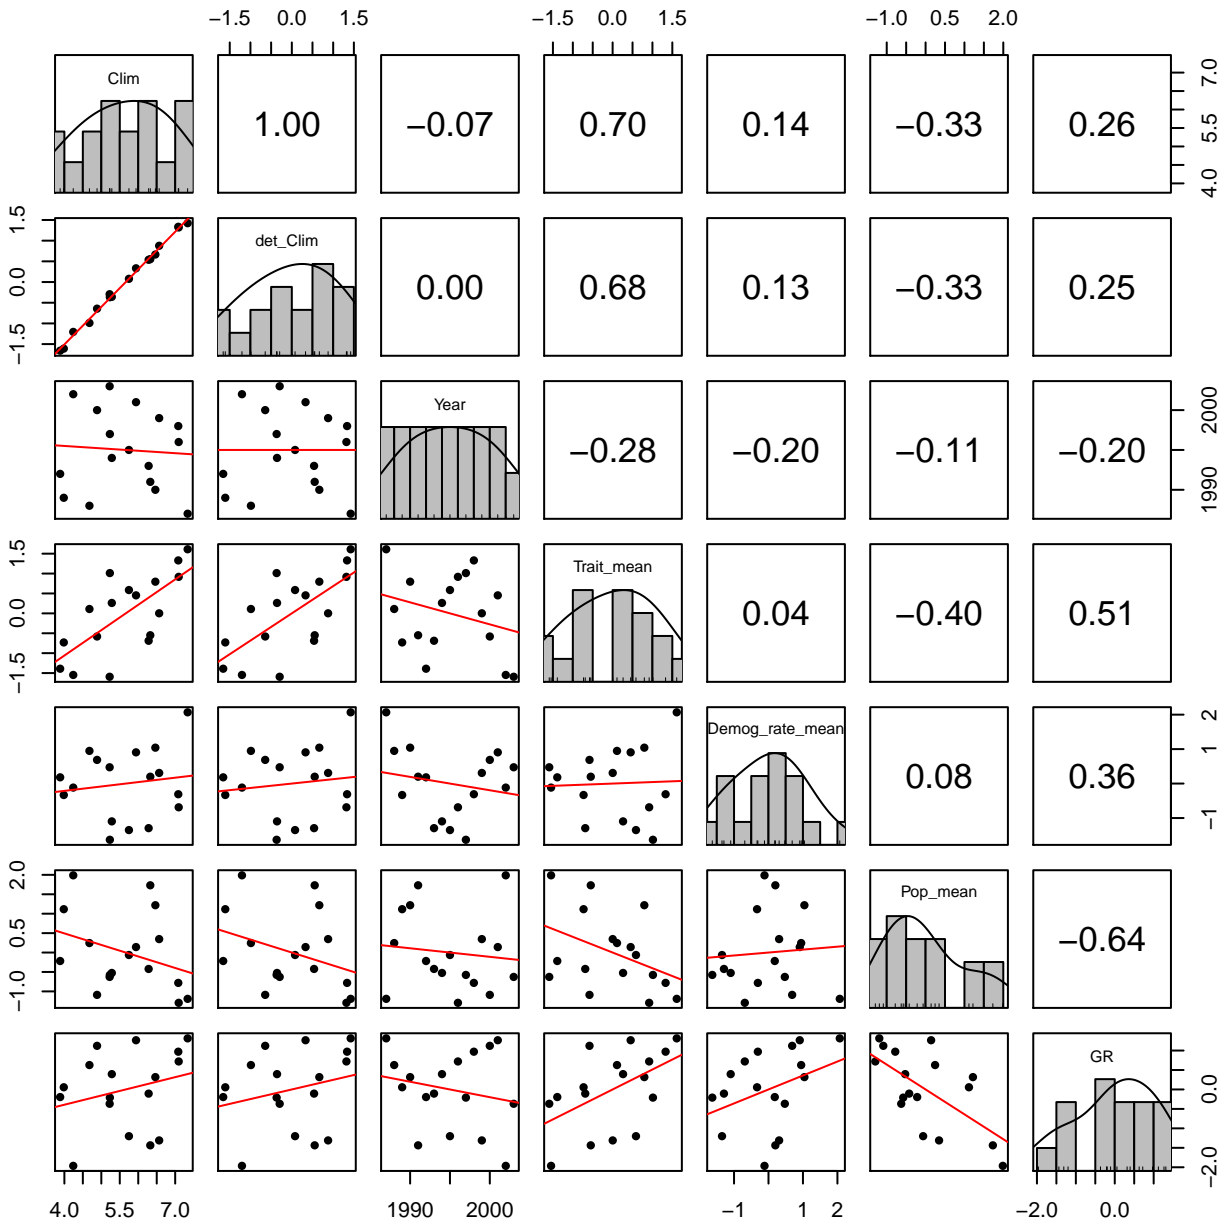 −1.5 0.0 1.5 −1.5 0.0 1.5 −1.0 0.5 2.0
Clim 1.00 −0.07 0.70 0.14 −0.33 0.26 4.0 5.5 7.0
−1.5 0.0 1.5 det_Clim 0.00 0.68 0.13 −0.33 0.25
Year −0.28 −0.20 −0.11 −0.20 1990 2000
−1.5 0.0 1.5 Trait_mean 0.04 −0.40 0.51
Demog_rate_mean 0.08 0.36 −1 1 2
−1.0 0.5 2.0 Pop_mean −0.64
GR −2.0 0.0
4.0 5.5 7.0 1990 2000 −1 1 2 −2.0 0.0